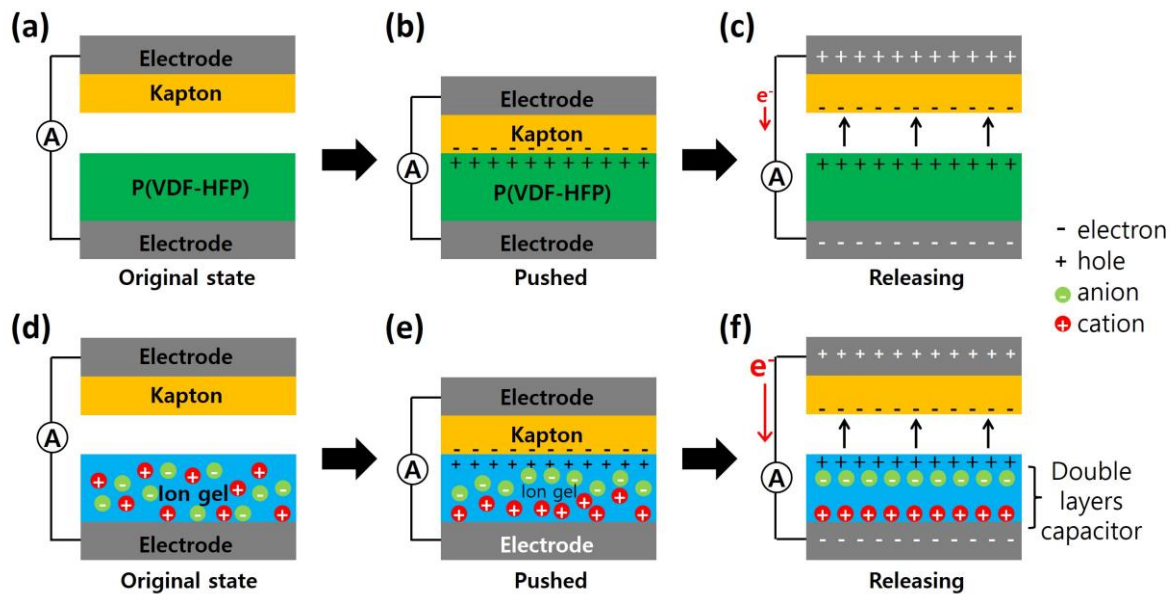 (a)
Electrode
Kapton
A
P(VDF-HFP)
Electrode
Original state
(b)
Electrode
Kapton
- - - - - - - - - -
+ + + + + + + + + + +
A
P(VDF-HFP)
Electrode
Pushed
(c)
+ + + + + + + + + +
e-
- - - - - - - - - -
+ + + + + + + + + + +
A
- - - - - - - - - -
Releasing
- electron
+ hole
- anion
+ cation
(d)
Electrode
Kapton
A
Ion gel
Electrode
Original state
(e)
Electrode
Kapton
- - - - - - - - - -
+ + + + + + + + + + +
A
Ion gel
Electrode
Pushed
(f)
+ + + + + + + + + +
e-
- - - - - - - - - -
+ + + + + + + + + + +
A
- - - - - - - - -
+ + + + + + + + +
- - - - - - - - - -
Double
layers
capacitor
Releasing